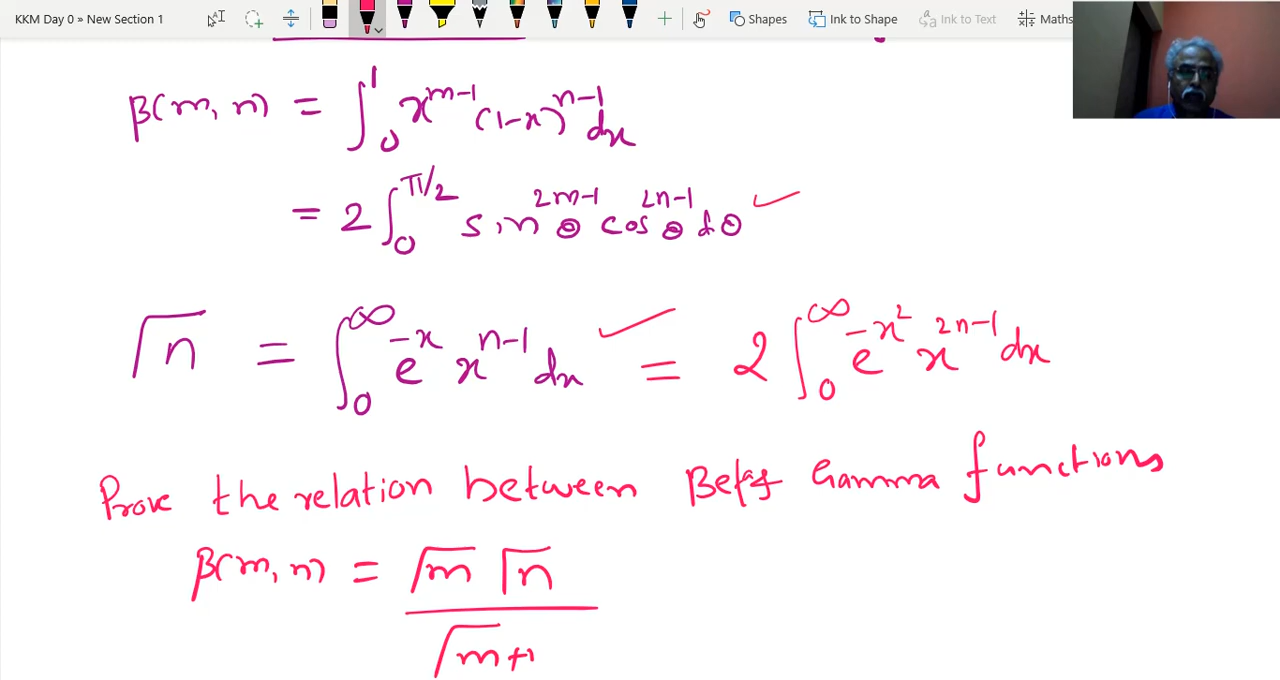 KKM Day 0 » New Section 1
Shapes
Ink to Shape
Ink to Text
Maths
β(m, n) = ∫₀¹ x^{m-1} (1-x)^{n-1} dx
= 2 ∫₀^{π/2} sin^{2m-1} θ cos^{2n-1} θ dθ ✓
Γn = ∫₀^∞ e^{-x} x^{n-1} dx ✓ = 2 ∫₀^∞ e^{-x²} x^{2n-1} dx
Prove the relation between Beta & Gamma functions
β(m, n) = Γm Γn
Γm+